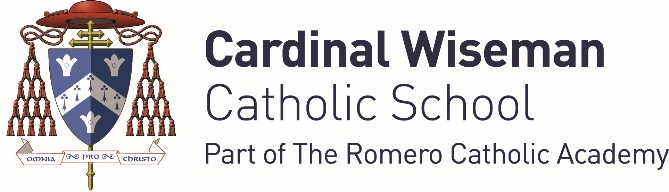 Cardinal Wiseman
Catholic School
Part of The Romero Catholic Academy
OMNIA PRO CHRISTO